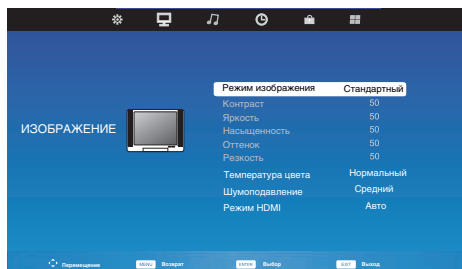 Режим изображения Стандартный
Контраст 50
Яркость 50
Насыщенность 50
Оттенок 50
Резкость 50
ИЗОБРАЖЕНИЕ
Температура цвета Нормальный
Шумоподавление Средний
Режим HDMI Авто
Перемещение MENU Возврат ENTER Выбор EXIT Выход